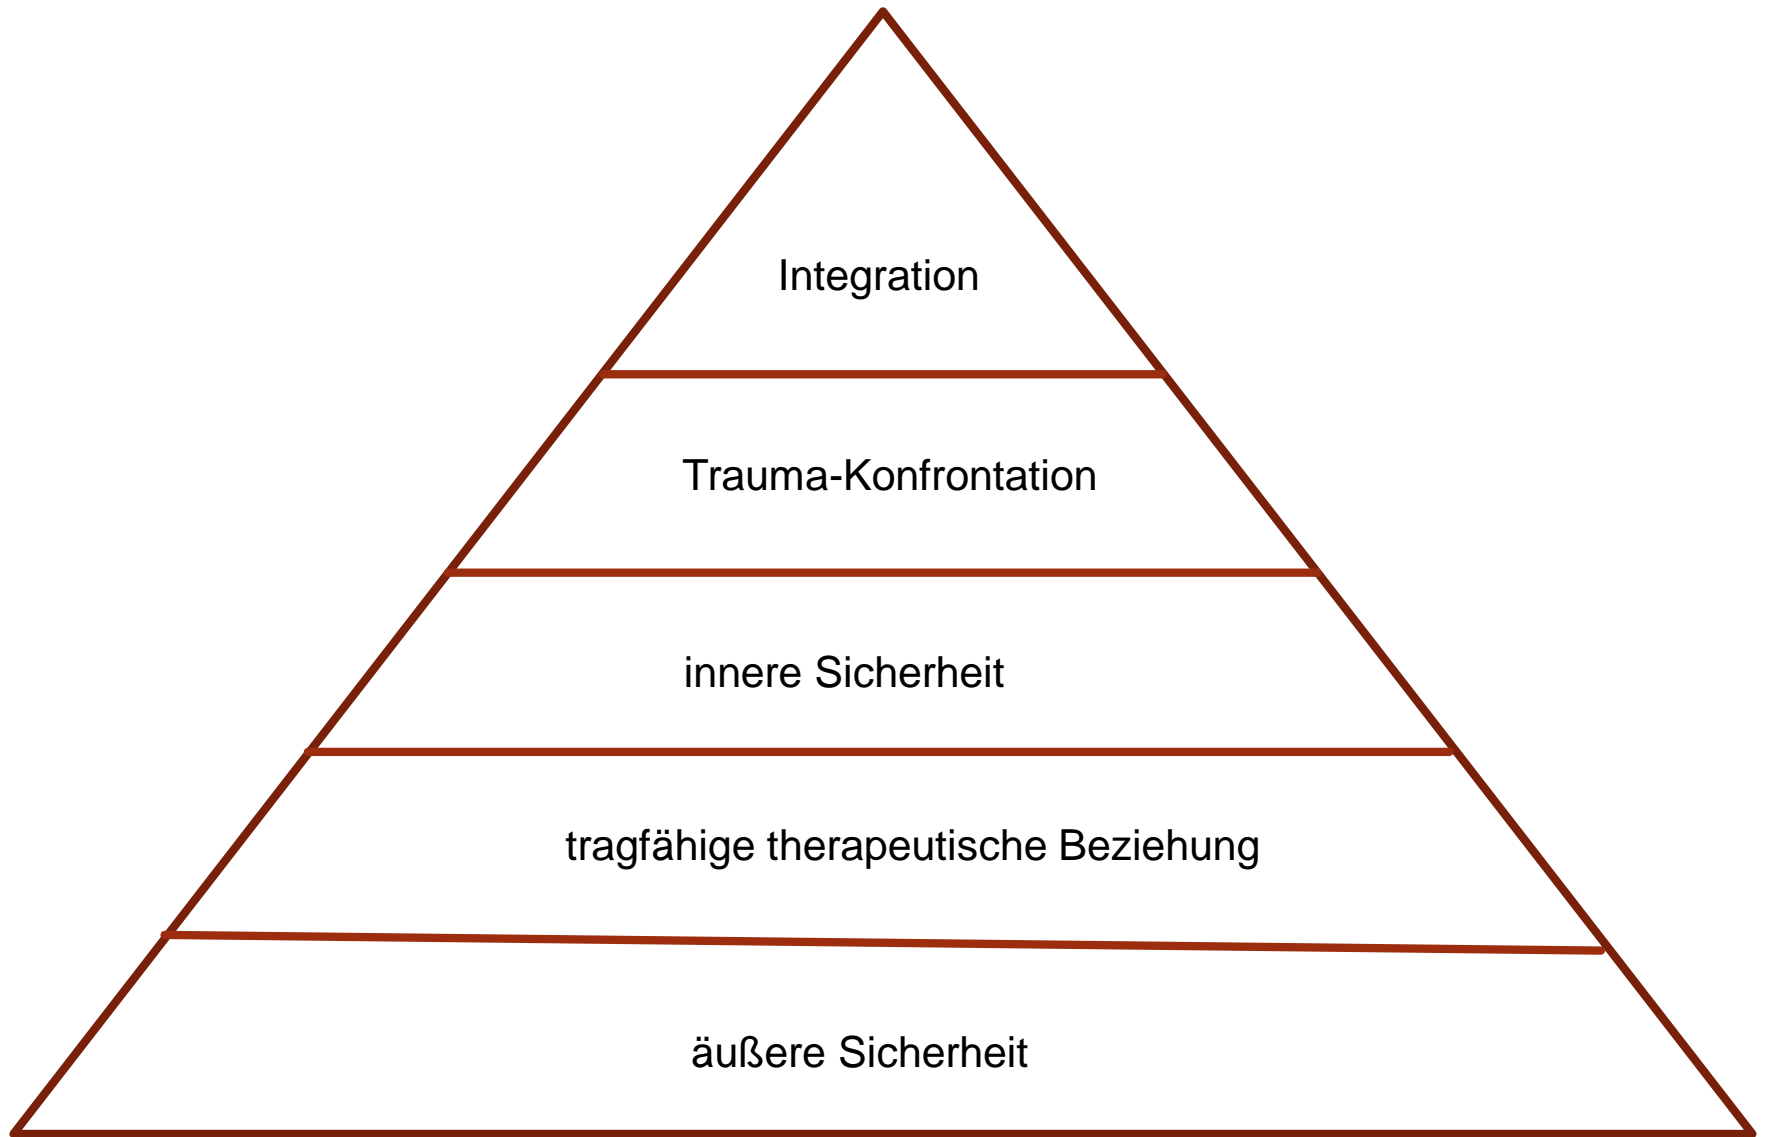 Integration
Trauma-Konfrontation
innere Sicherheit
tragfähige therapeutische Beziehung
äußere Sicherheit